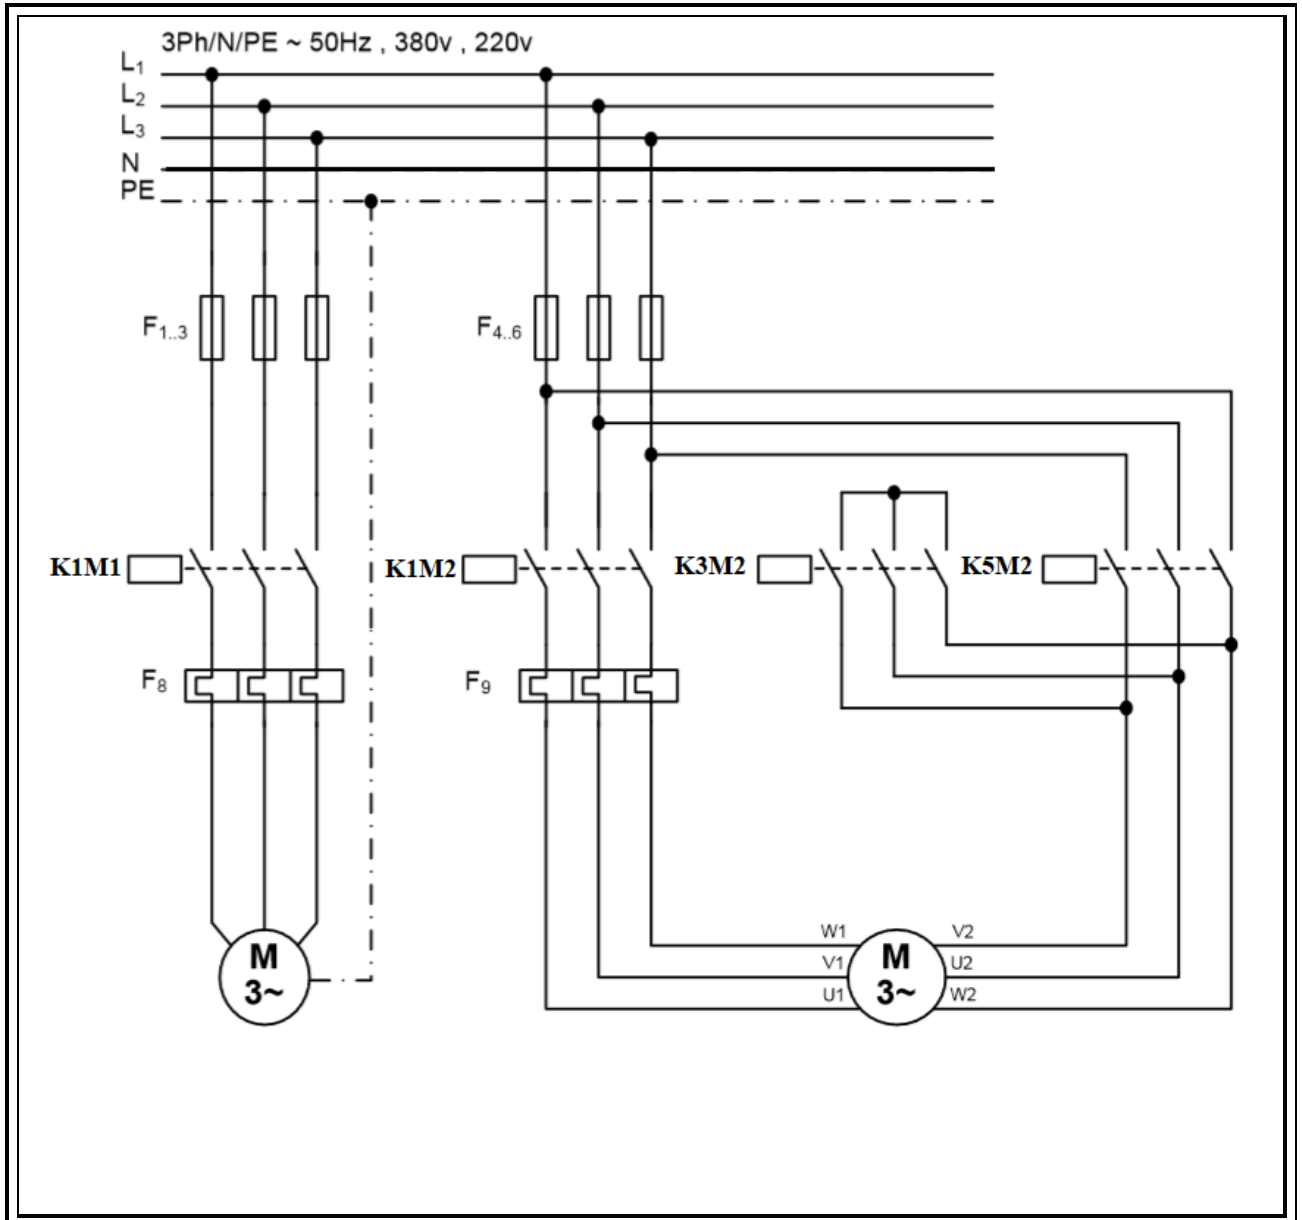 3Ph/N/PE ~ 50Hz , 380v , 220v
L1
L2
L3
N
PE
F1..3
F4..6
K1M1
K1M2
K3M2
K5M2
F8
F9
W1
V2
V1
U2
U1
W2
M
3~
M
3~